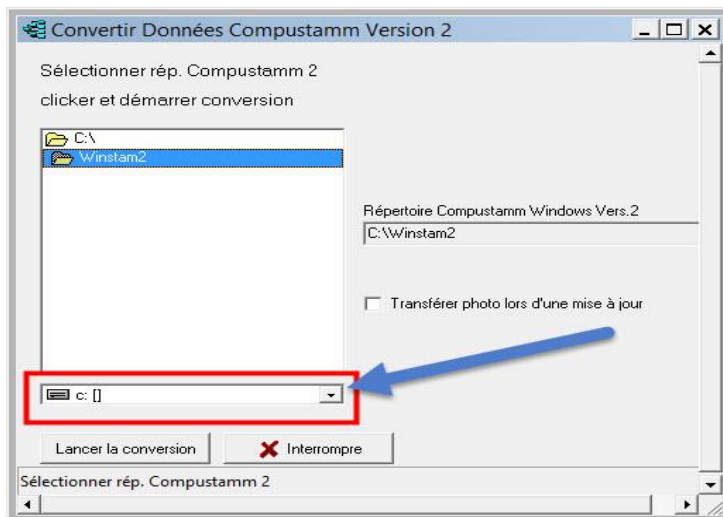 Convertir Données Compustamm Version 2
Sélectionner rép. Compustamm 2
clicker et démarrer conversion
C:\
Winstam2
Répertoire Compustamm Windows Vers.2
C:\Winstam2
Transférer photo lors d'une mise à jour
c: []
Lancer la conversion
Interrompre
Sélectionner rép. Compustamm 2